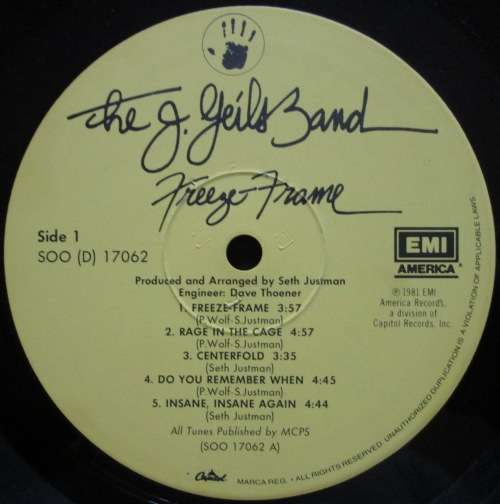 The J. Geils Band
Freeze-Frame
Side 1
SOO (D) 17062
EMI
AMERICA
Produced and Arranged by Seth Justman
Engineer: Dave Thoener
℗ 1981 EMI
America Records,
a division of
Capitol Records, Inc.
1. FREEZE-FRAME 3:57
(P.Wolf-S.Justman)
2. RAGE IN THE CAGE 4:57
(P.Wolf-S.Justman)
3. CENTERFOLD 3:35
(Seth Justman)
4. DO YOU REMEMBER WHEN 4:45
(P.Wolf-S.Justman)
5. INSANE, INSANE AGAIN 4:44
(Seth Justman)
All Tunes Published by MCPS
(SOO 17062 A)
Capitol
MARCA REG. • ALL RIGHTS RESERVED. UNAUTHORIZED DUPLICATION IS A VIOLATION OF APPLICABLE LAWS